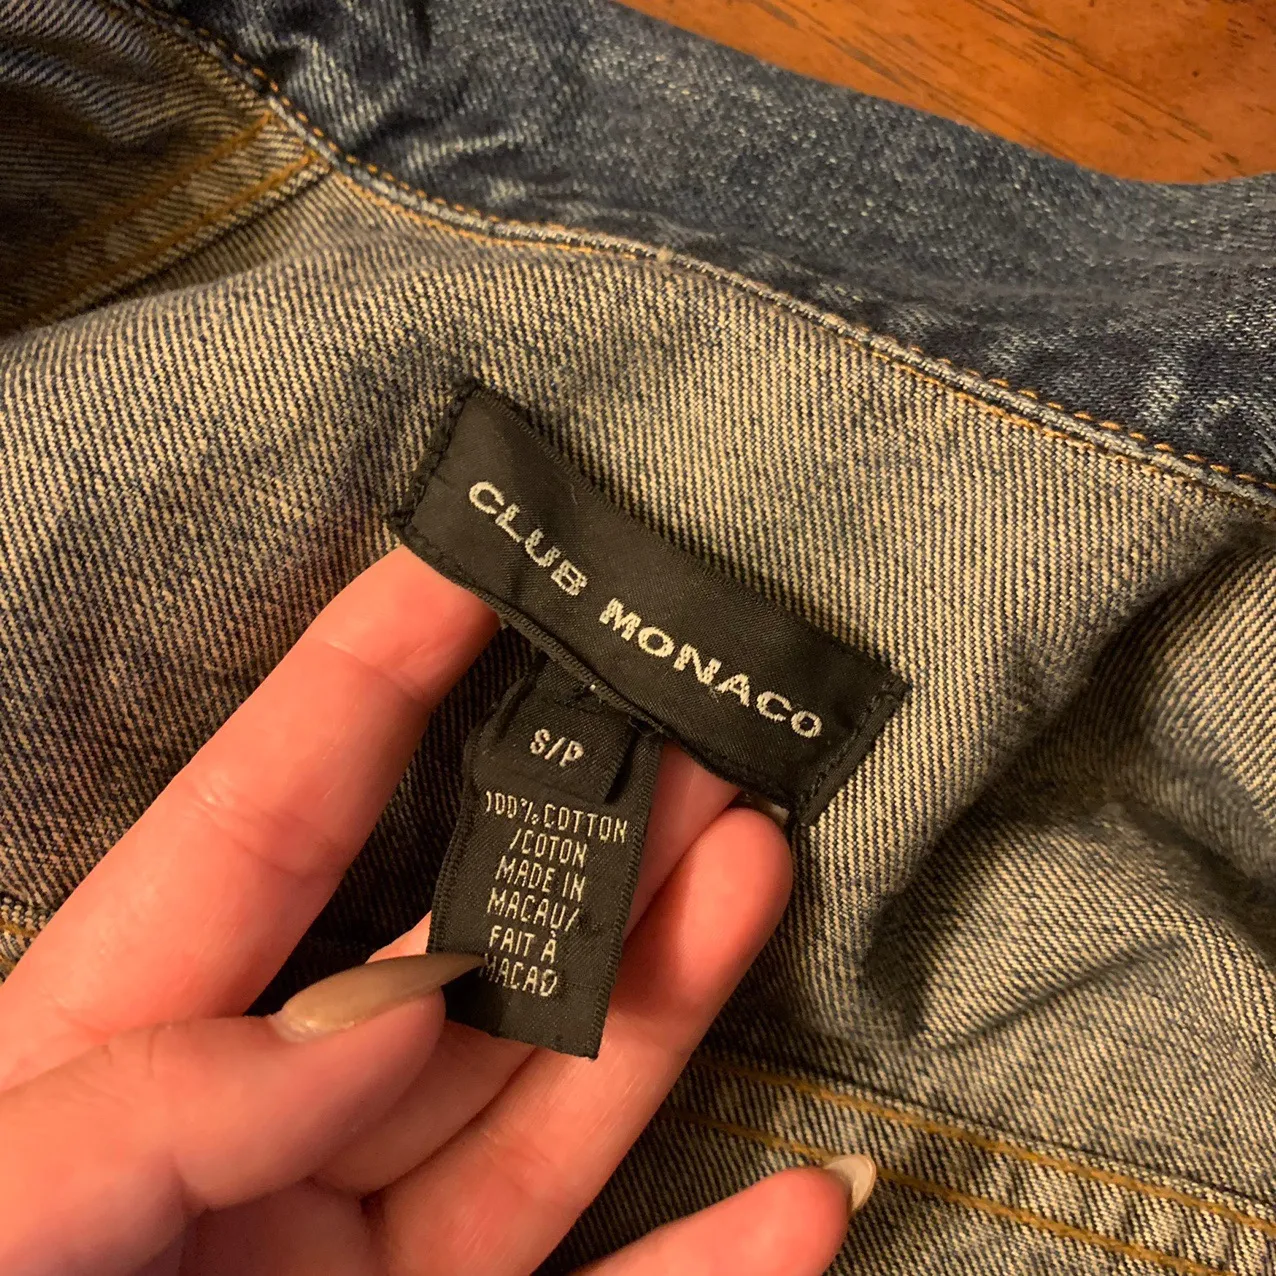 CLUB MONACO
S/P
100% COTTON
/COTON
MADE IN
MACAU/
FAIT À
MACAO